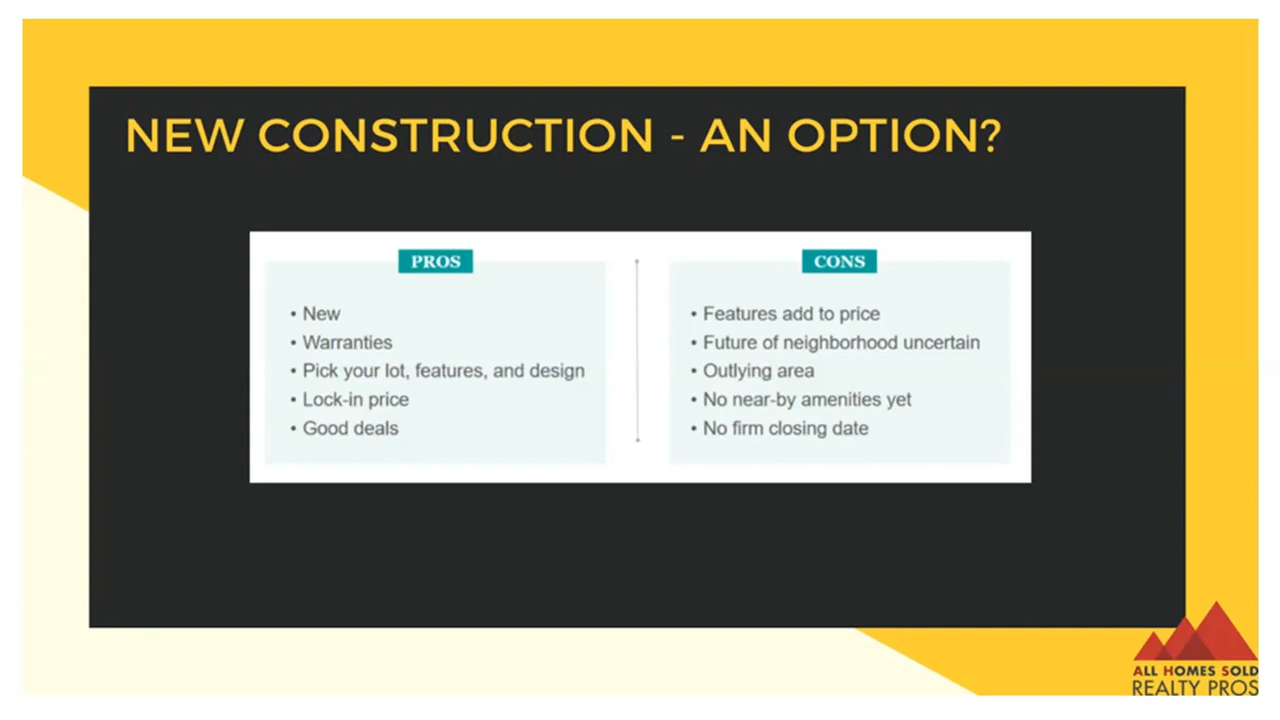 NEW CONSTRUCTION - AN OPTION?
PROS
• New
• Warranties
• Pick your lot, features, and design
• Lock-in price
• Good deals
CONS
• Features add to price
• Future of neighborhood uncertain
• Outlying area
• No near-by amenities yet
• No firm closing date
ALL HOMES SOLD
REALTY PROS